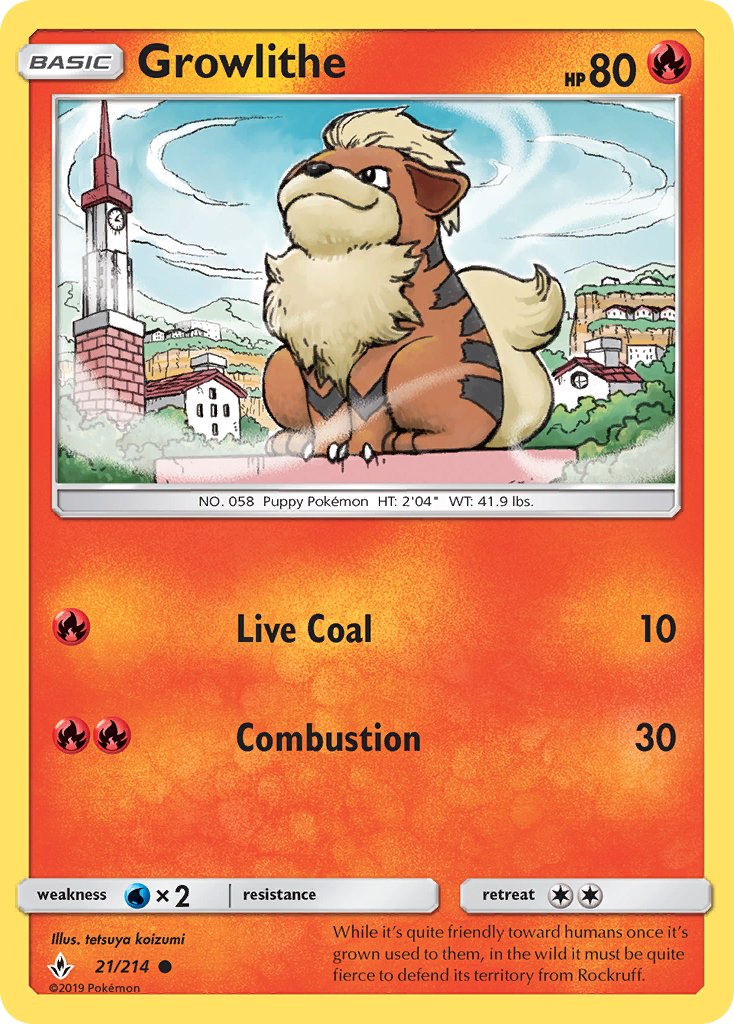 BASIC Growlithe HP 80
NO. 058 Puppy Pokémon HT: 2'04" WT: 41.9 lbs.
Live Coal 10
Combustion 30
weakness × 2 resistance retreat
Illus. tetsuya koizumi
21/214
©2019 Pokémon
While it's quite friendly toward humans once it's
grown used to them, in the wild it must be quite
fierce to defend its territory from Rockruff.